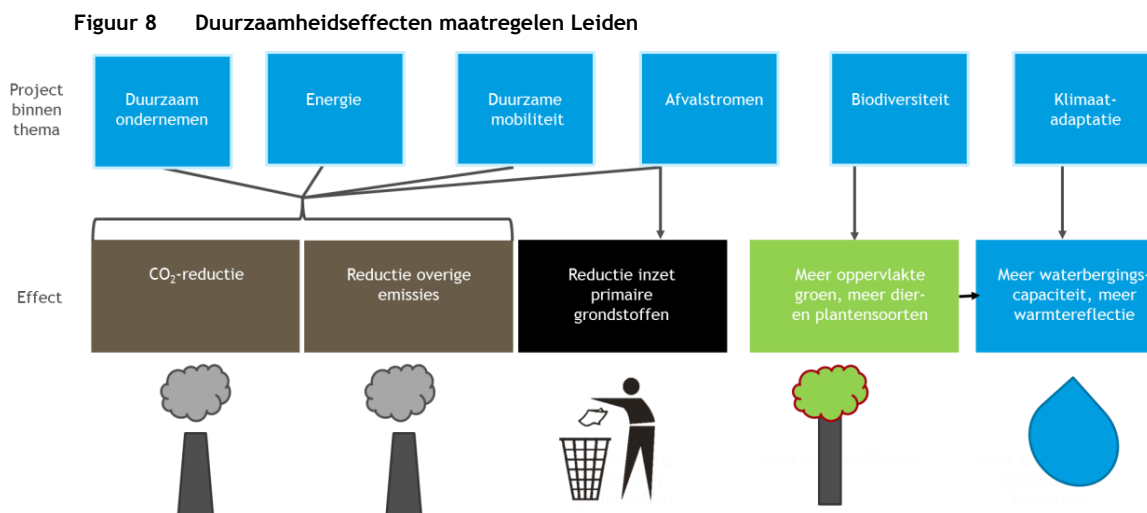 Figuur 8 Duurzaamheidseffecten maatregelen Leiden
Project
binnen
thema
Duurzaam
ondernemen
Energie
Duurzame
mobiliteit
Afvalstromen
Biodiversiteit
Klimaat-
adaptatie
Effect
CO₂-reductie
Reductie overige
emissies
Reductie inzet
primaire
grondstoffen
Meer oppervlakte
groen, meer dier-
en plantensoorten
Meer waterbergings-
capaciteit, meer
warmtereflectie